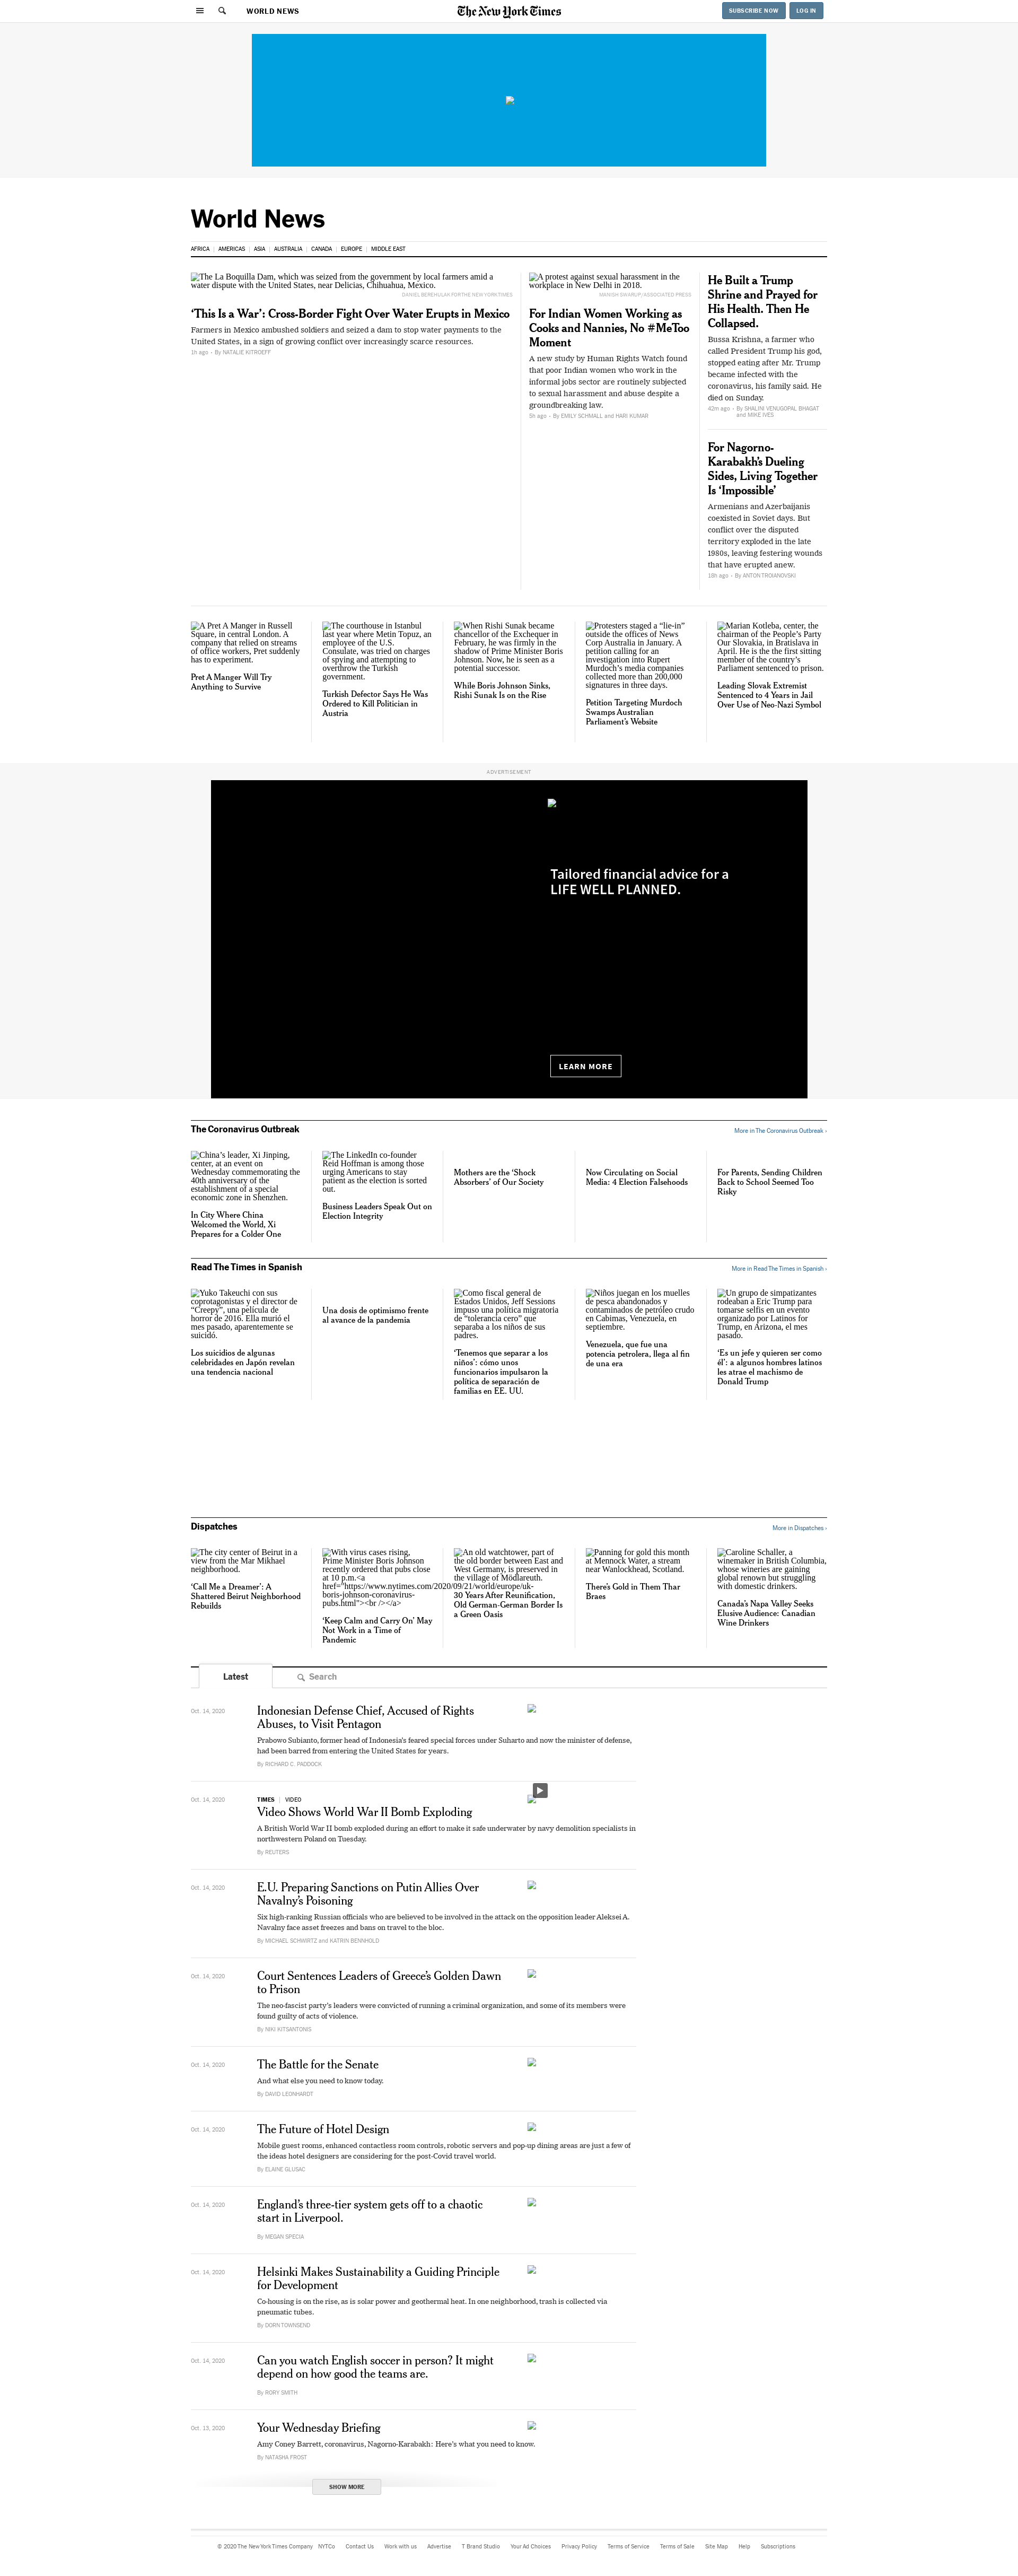 WORLD NEWS
The New York Times
SUBSCRIBE NOW
LOG IN
World News
AFRICA
AMERICAS
ASIA
AUSTRALIA
CANADA
EUROPE
MIDDLE EAST
The La Boquilla Dam, which was seized from the government by local farmers amid a
water dispute with the United States, near Delicias, Chihuahua, Mexico.
DANIEL BEREHULAK FOR THE NEW YORK TIMES
‘This Is a War’: Cross-Border Fight Over Water Erupts in Mexico
Farmers in Mexico ambushed soldiers and seized a dam to stop water payments to the
United States, in a sign of growing conflict over increasingly scarce resources.
1h ago • By NATALIE KITROEFF
A protest against sexual harassment in the
workplace in New Delhi in 2018.
MANISH SWARUP/ASSOCIATED PRESS
For Indian Women Working as
Cooks and Nannies, No #MeToo
Moment
A new study by Human Rights Watch found
that poor Indian women who work in the
informal jobs sector are routinely subjected
to sexual harassment and abuse despite a
groundbreaking law.
5h ago • By EMILY SCHMALL and HARI KUMAR
He Built a Trump
Shrine and Prayed for
His Health. Then He
Collapsed.
Bussa Krishna, a farmer who
called President Trump his god,
stopped eating after Mr. Trump
became infected with the
coronavirus, his family said. He
died on Sunday.
42m ago • By SHALINI VENUGOPAL BHAGAT
and MIKE IVES
For Nagorno-
Karabakh’s Dueling
Sides, Living Together
Is ‘Impossible’
Armenians and Azerbaijanis
coexisted in Soviet days. But
conflict over the disputed
territory exploded in the late
1980s, leaving festering wounds
that have erupted anew.
18h ago • By ANTON TROIANOVSKI
A Pret A Manger in Russell
Square, in central London. A
company that relied on streams
of office workers, Pret suddenly
has to experiment.
Pret A Manger Will Try
Anything to Survive
The courthouse in Istanbul
last year where Metin Topuz, an
employee of the U.S.
Consulate, was tried on charges
of spying and attempting to
overthrow the Turkish
government.
Turkish Defector Says He Was
Ordered to Kill Politician in
Austria
When Rishi Sunak became
chancellor of the Exchequer in
February, he was firmly in the
shadow of Prime Minister Boris
Johnson. Now, he is seen as a
potential successor.
While Boris Johnson Sinks,
Rishi Sunak Is on the Rise
Protesters staged a “lie-in”
outside the offices of News
Corp Australia in January. A
petition calling for an
investigation into Rupert
Murdoch’s media companies
collected more than 200,000
signatures in three days.
Petition Targeting Murdoch
Swamps Australian
Parliament’s Website
Marian Kotleba, center, the
chairman of the People’s Party
Our Slovakia, in Bratislava in
April. He is the the first sitting
member of the country’s
Parliament sentenced to prison.
Leading Slovak Extremist
Sentenced to 4 Years in Jail
Over Use of Neo-Nazi Symbol
ADVERTISEMENT
Tailored financial advice for a
LIFE WELL PLANNED.
LEARN MORE
The Coronavirus Outbreak
More in The Coronavirus Outbreak ›
China’s leader, Xi Jinping,
center, at an event on
Wednesday commemorating the
40th anniversary of the
establishment of a special
economic zone in Shenzhen.
In City Where China
Welcomed the World, Xi
Prepares for a Colder One
The LinkedIn co-founder
Reid Hoffman is among those
urging Americans to stay
patient as the election is sorted
out.
Business Leaders Speak Out on
Election Integrity
Mothers are the ‘Shock
Absorbers’ of Our Society
Now Circulating on Social
Media: 4 Election Falsehoods
For Parents, Sending Children
Back to School Seemed Too
Risky
Read The Times in Spanish
More in Read The Times in Spanish ›
Yuko Takeuchi con sus
coprotagonistas y el director de
“Creepy”, una película de
horror de 2016. Ella murió el
mes pasado, aparentemente se
suicidó.
Los suicidios de algunas
celebridades en Japón revelan
una tendencia nacional
Una dosis de optimismo frente
al avance de la pandemia
Como fiscal general de
Estados Unidos, Jeff Sessions
impuso una política migratoria
de “tolerancia cero” que
separaba a los niños de sus
padres.
‘Tenemos que separar a los
niños’: cómo unos
funcionarios impulsaron la
política de separación de
familias en EE. UU.
Niños juegan en los muelles
de pesca abandonados y
contaminados de petróleo crudo
en Cabimas, Venezuela, en
septiembre.
Venezuela, que fue una
potencia petrolera, llega al fin
de una era
Un grupo de simpatizantes
rodeaban a Eric Trump para
tomarse selfis en un evento
organizado por Latinos for
Trump, en Arizona, el mes
pasado.
‘Es un jefe y quieren ser como
él’: a algunos hombres latinos
les atrae el machismo de
Donald Trump
Dispatches
More in Dispatches ›
The city center of Beirut in a
view from the Mar Mikhael
neighborhood.
‘Call Me a Dreamer’: A
Shattered Beirut Neighborhood
Rebuilds
With virus cases rising,
Prime Minister Boris Johnson
recently ordered that pubs close
at 10 p.m.<a
href="https://www.nytimes.com/2020/09/21/world/europe/uk-
boris-johnson-coronavirus-
pubs.html"><br /></a>
‘Keep Calm and Carry On’ May
Not Work in a Time of
Pandemic
An old watchtower, part of
the old border between East and
West Germany, is preserved in
the village of Mödlareuth.
30 Years After Reunification,
Old German-German Border Is
a Green Oasis
Panning for gold this month
at Mennock Water, a stream
near Wanlockhead, Scotland.
There’s Gold in Them Thar
Braes
Caroline Schaller, a
winemaker in British Columbia,
whose wineries are gaining
global renown but struggling
with domestic drinkers.
Canada’s Napa Valley Seeks
Elusive Audience: Canadian
Wine Drinkers
Latest
Search
Oct. 14, 2020
Indonesian Defense Chief, Accused of Rights
Abuses, to Visit Pentagon
Prabowo Subianto, former head of Indonesia’s feared special forces under Suharto and now the minister of defense,
had been barred from entering the United States for years.
By RICHARD C. PADDOCK
Oct. 14, 2020
TIMES | VIDEO
Video Shows World War II Bomb Exploding
A British World War II bomb exploded during an effort to make it safe underwater by navy demolition specialists in
northwestern Poland on Tuesday.
By REUTERS
Oct. 14, 2020
E.U. Preparing Sanctions on Putin Allies Over
Navalny’s Poisoning
Six high-ranking Russian officials who are believed to be involved in the attack on the opposition leader Aleksei A.
Navalny face asset freezes and bans on travel to the bloc.
By MICHAEL SCHWIRTZ and KATRIN BENNHOLD
Oct. 14, 2020
Court Sentences Leaders of Greece’s Golden Dawn
to Prison
The neo-fascist party’s leaders were convicted of running a criminal organization, and some of its members were
found guilty of acts of violence.
By NIKI KITSANTONIS
Oct. 14, 2020
The Battle for the Senate
And what else you need to know today.
By DAVID LEONHARDT
Oct. 14, 2020
The Future of Hotel Design
Mobile guest rooms, enhanced contactless room controls, robotic servers and pop-up dining areas are just a few of
the ideas hotel designers are considering for the post-Covid travel world.
By ELAINE GLUSAC
Oct. 14, 2020
England’s three-tier system gets off to a chaotic
start in Liverpool.
By MEGAN SPECIA
Oct. 14, 2020
Helsinki Makes Sustainability a Guiding Principle
for Development
Co-housing is on the rise, as is solar power and geothermal heat. In one neighborhood, trash is collected via
pneumatic tubes.
By DORN TOWNSEND
Oct. 14, 2020
Can you watch English soccer in person? It might
depend on how good the teams are.
By RORY SMITH
Oct. 13, 2020
Your Wednesday Briefing
Amy Coney Barrett, coronavirus, Nagorno-Karabakh: Here’s what you need to know.
By NATASHA FROST
SHOW MORE
© 2020 The New York Times Company
NYTCo
Contact Us
Work with us
Advertise
T Brand Studio
Your Ad Choices
Privacy Policy
Terms of Service
Terms of Sale
Site Map
Help
Subscriptions